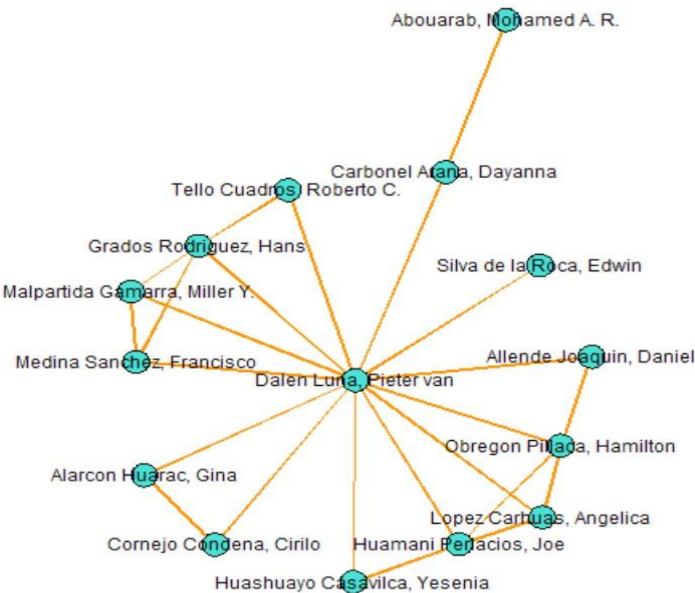 Abouarab, Mohamed A. R.
Carbonel Arana, Dayanna
Tello Cuadros Roberto C.
Grados Rodriguez, Hans
Silva de la Roca, Edwin
Malpartida Gamarra, Miller Y.
Medina Sanchez, Francisco
Allende Joaquin, Daniel
Dalen Luna, Pieter van
Obregon Pillaca, Hamilton
Alarcon Huarac, Gina
Lopez Carhuas, Angelica
Cornejo Condena, Cirilo
Huamani Perlacios, Joe
Huashuayo Casavilca, Yesenia